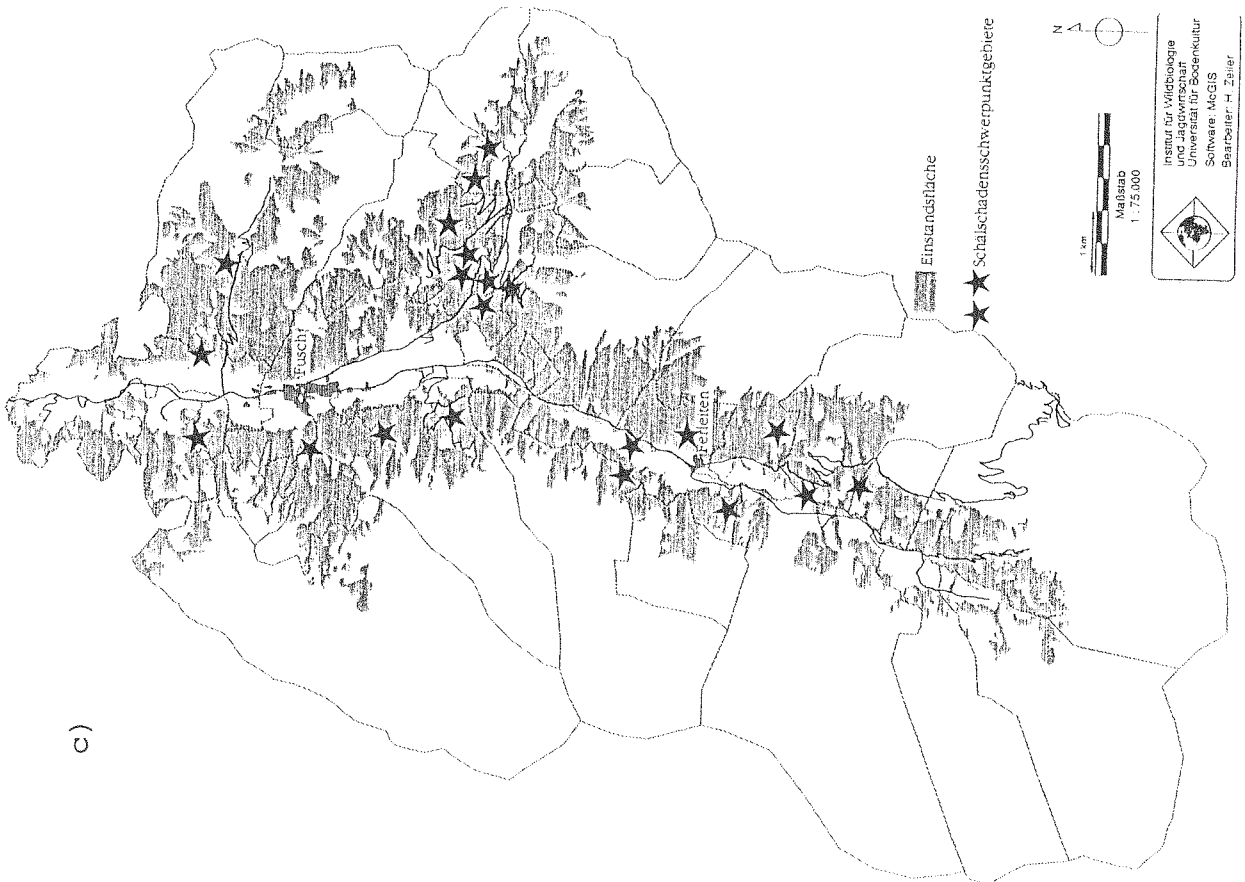 c)
Fusch
Ferleiten
Einstandsfläche
Schälschadensschwerpunktgebiete
N
1 km
Maßstab
1 : 75.000
Institut für Wildbiologie
und Jagdwirtschaft
Universität für Bodenkultur
Software: McGIS
Bearbeiter: H. Zeiler